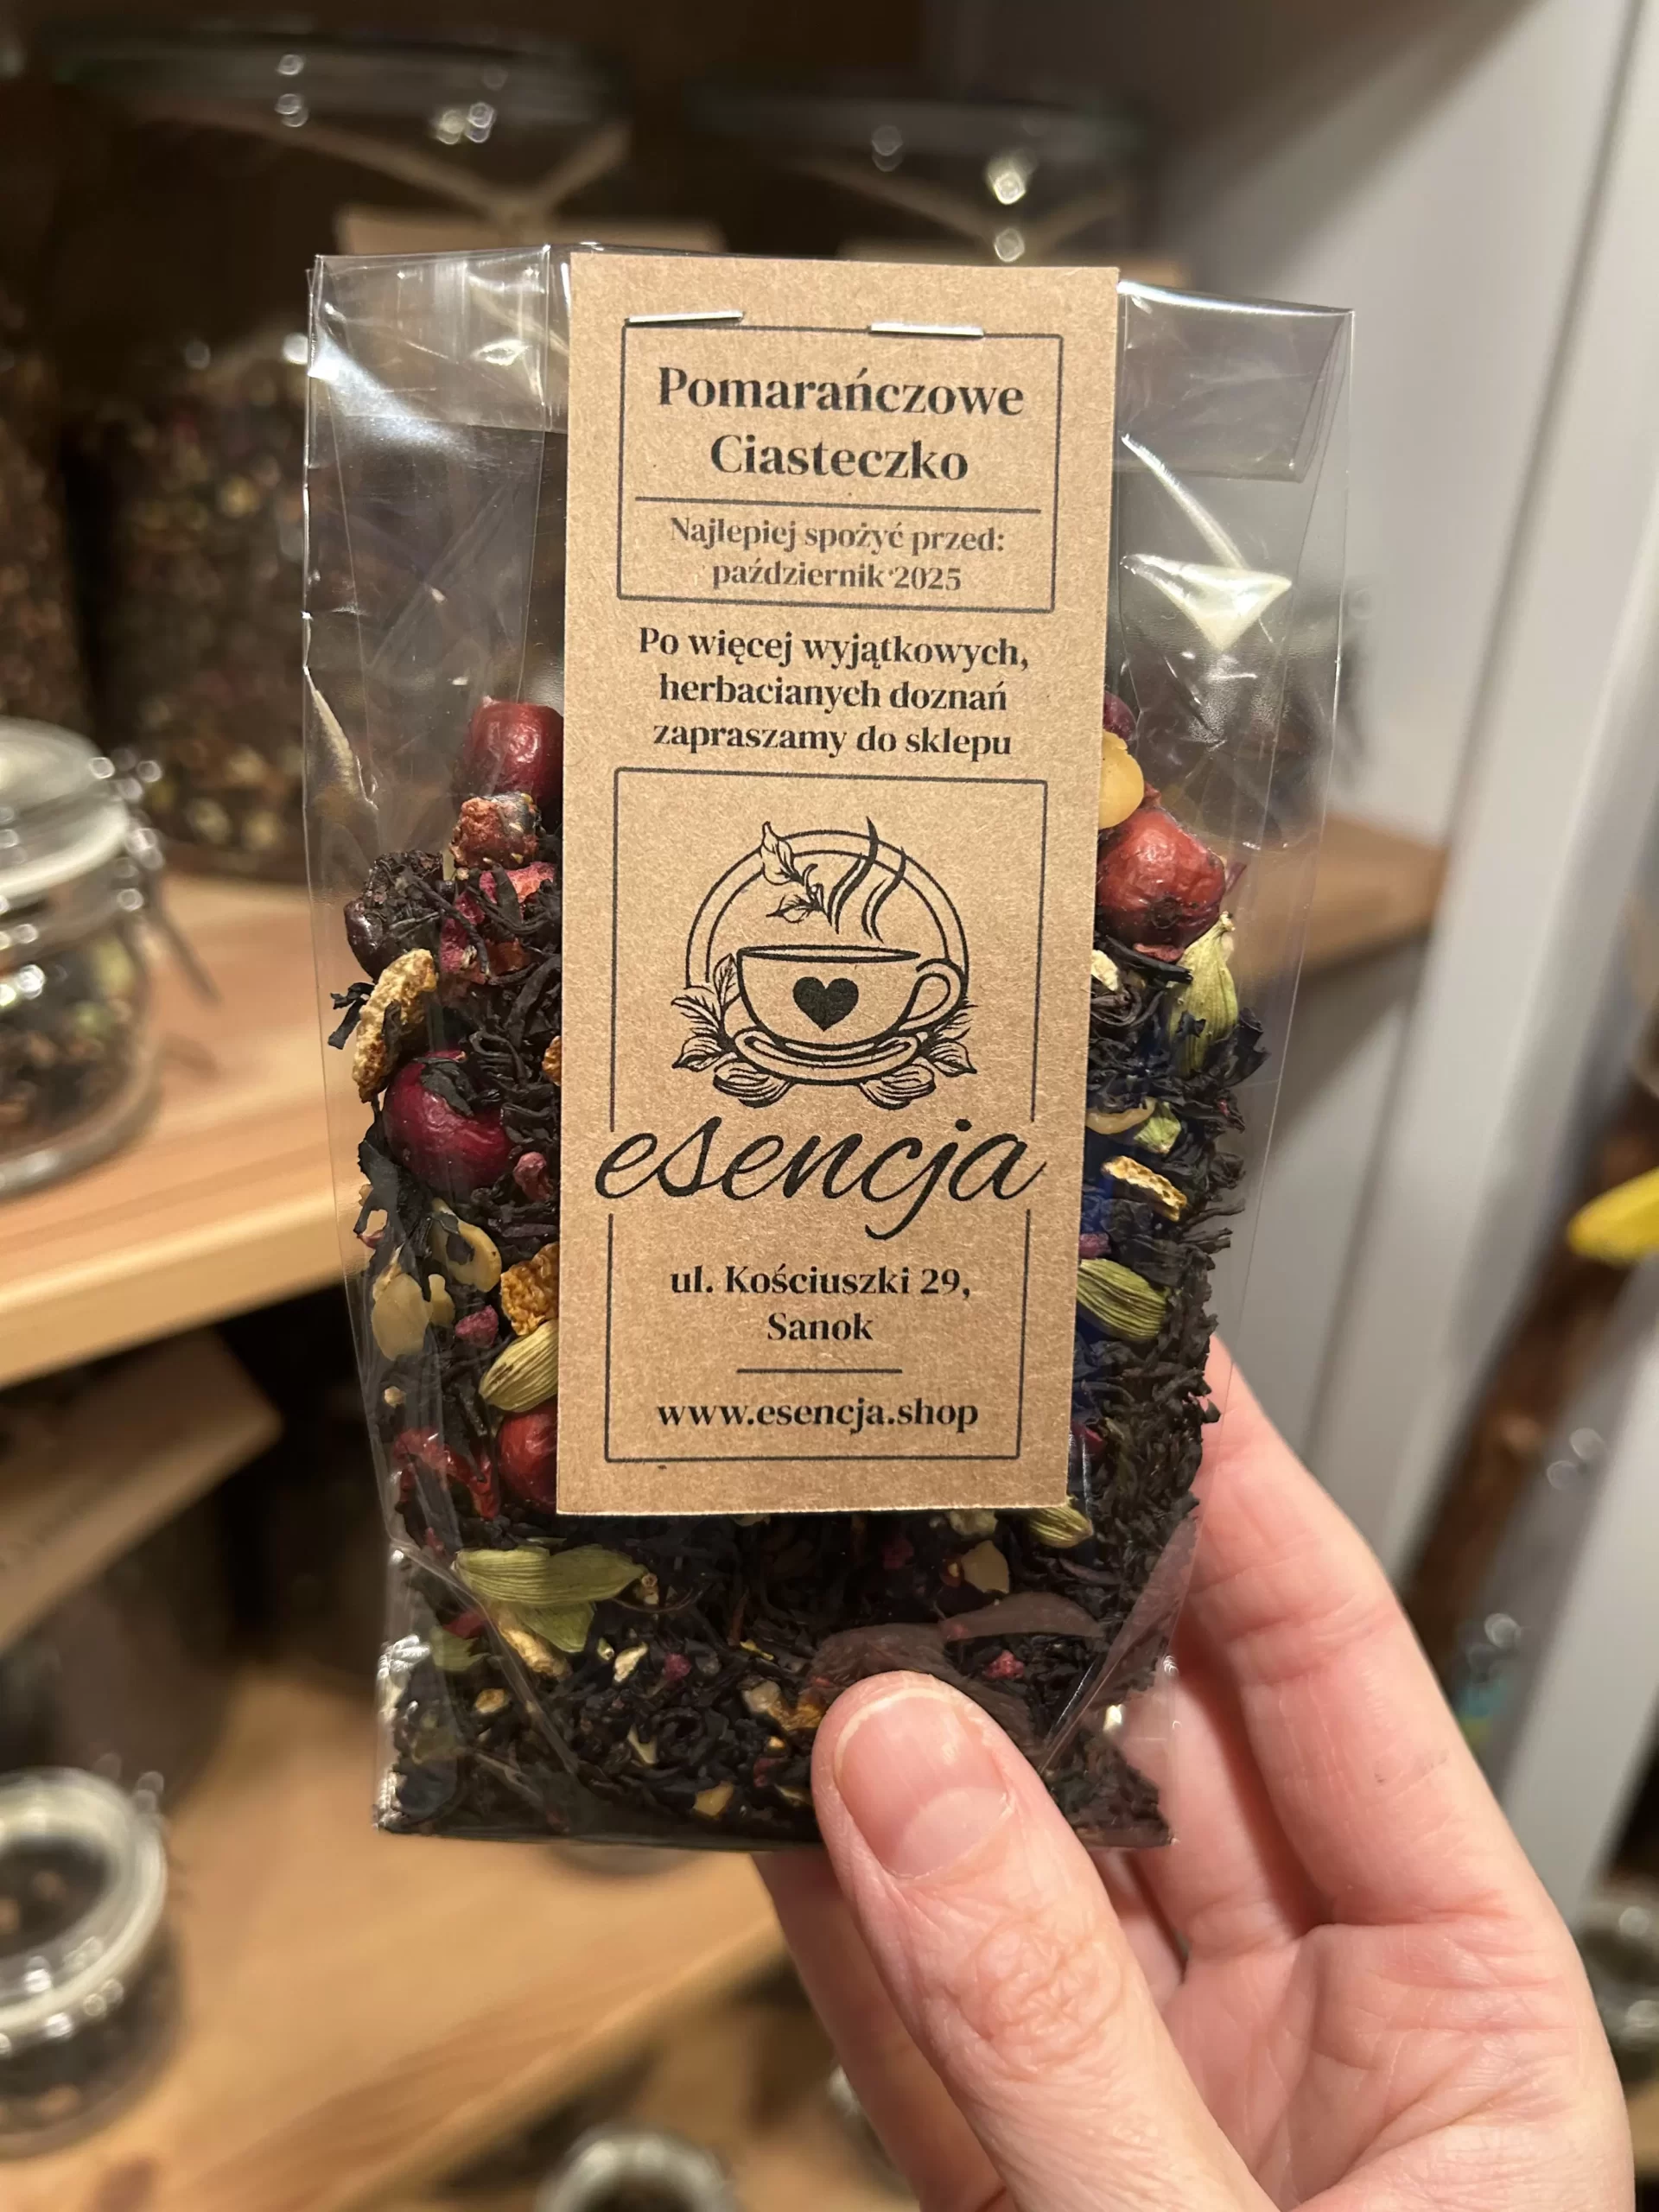 Pomarańczowe
Ciasteczko
Najlepiej spożyć przed:
październik 2025
Po więcej wyjątkowych,
herbacianych doznań
zapraszamy do sklepu
esencja
ul. Kościuszki 29,
Sanok
www.esencja.shop